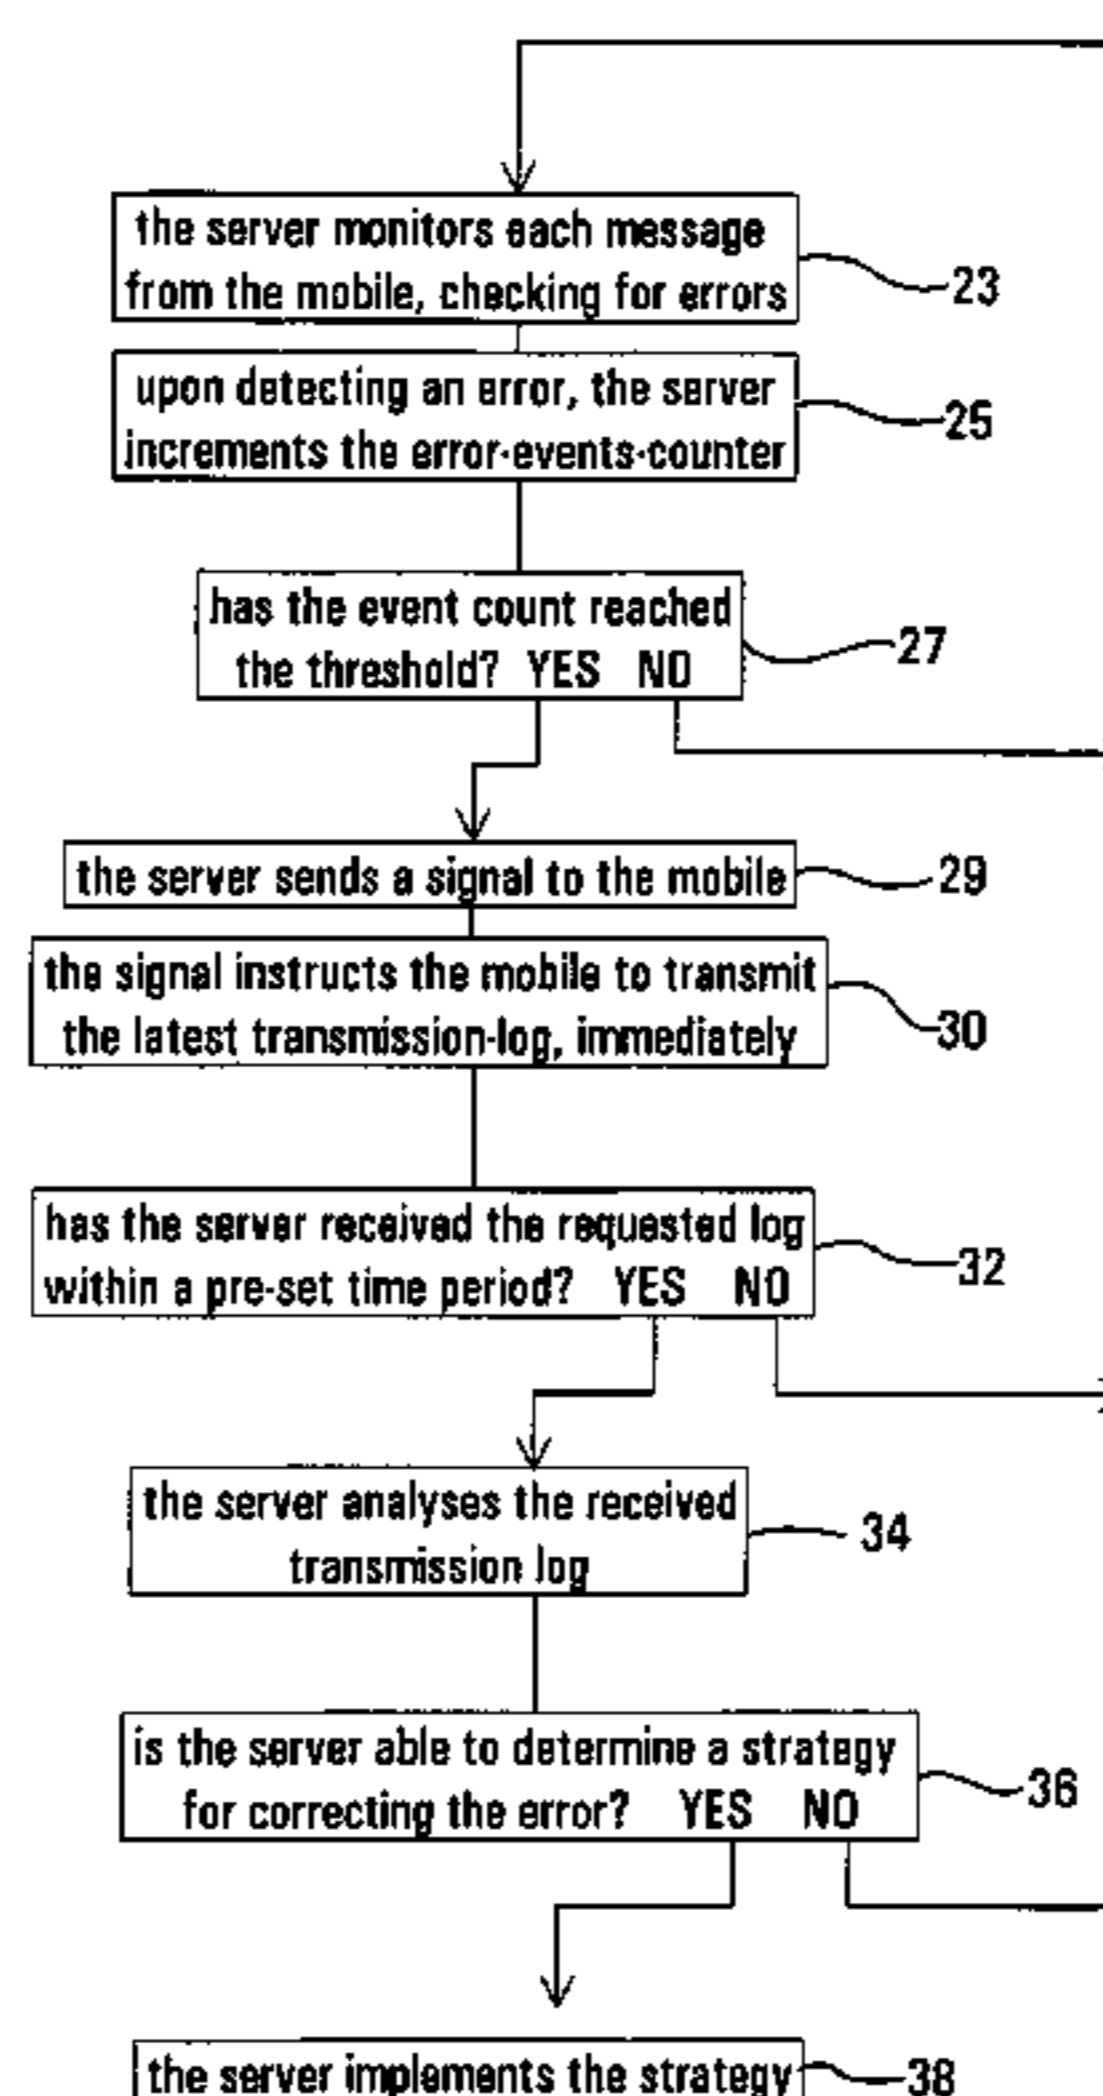 the server monitors each message
from the mobile, checking for errors
23
upon detecting an error, the server
increments the error-events-counter
25
has the event count reached
the threshold? YES NO
27
the server sends a signal to the mobile
29
the signal instructs the mobile to transmit
the latest transmission-log, immediately
30
has the server received the requested log
within a pre-set time period? YES NO
32
the server analyses the received
transmission log
34
is the server able to determine a strategy
for correcting the error? YES NO
36
the server implements the strategy
38